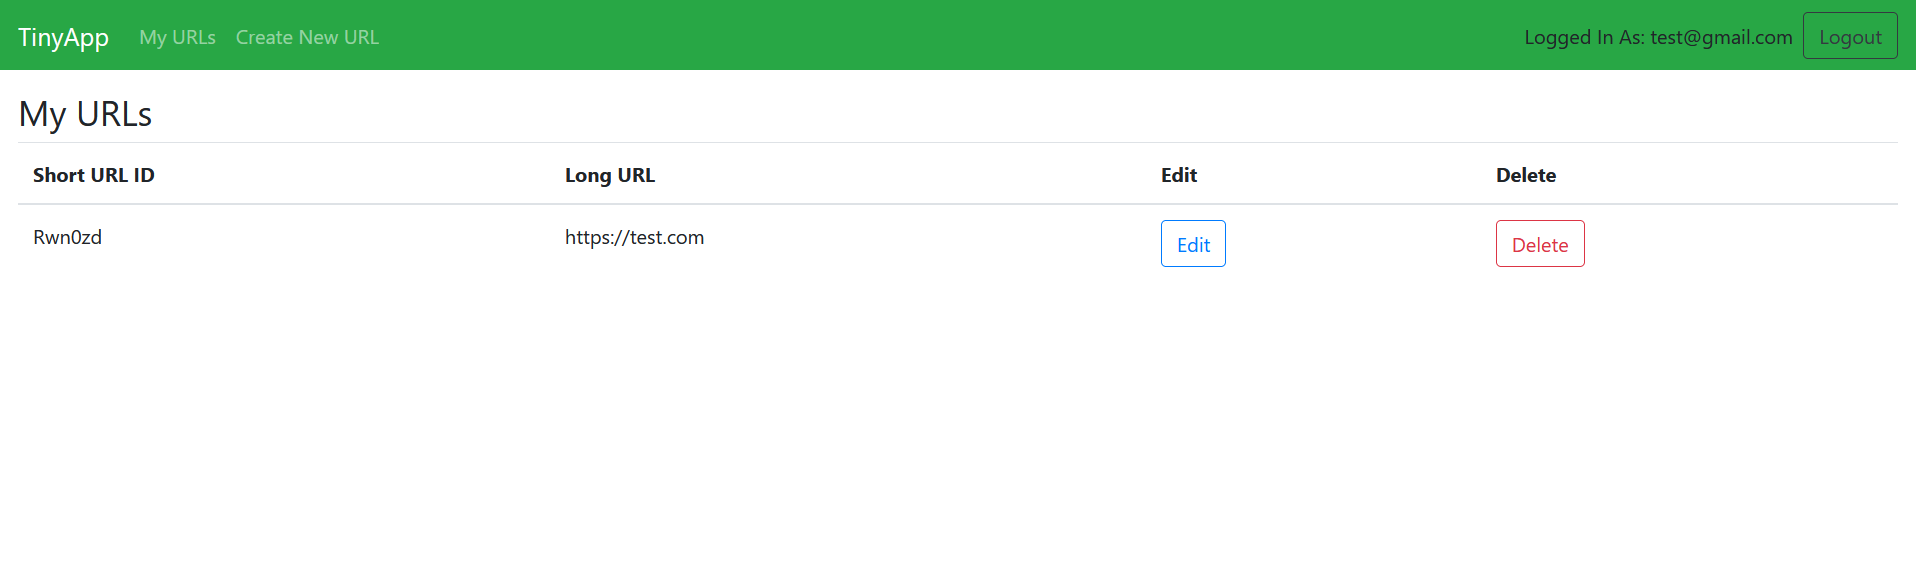 TinyApp My URLs Create New URL Logged In As: test@gmail.com Logout
My URLs
Short URL ID Long URL Edit Delete
Rwn0zd https://test.com Edit Delete